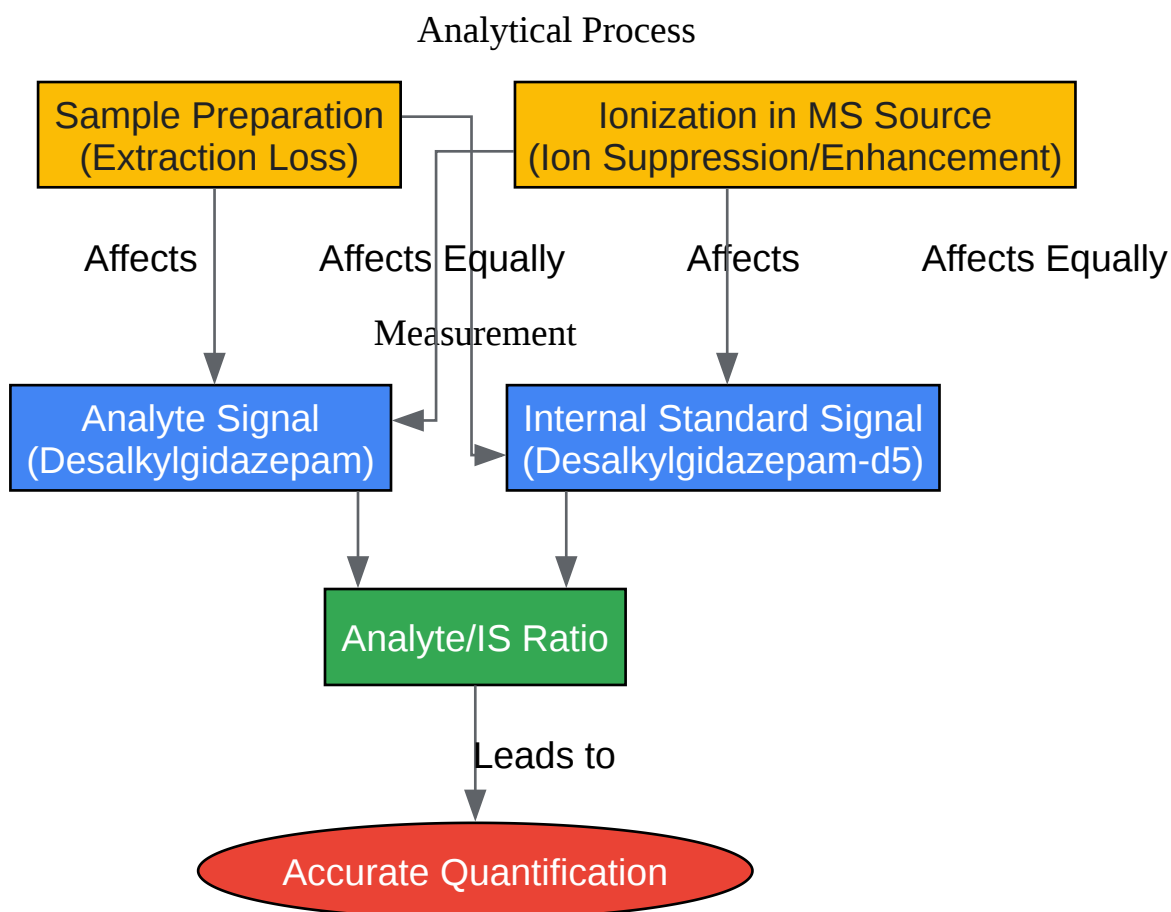 Analytical Process
Sample Preparation
(Extraction Loss)
Ionization in MS Source
(Ion Suppression/Enhancement)
Affects
Affects Equally
Affects
Affects Equally
Measurement
Analyte Signal
(Desalkylgidazepam)
Internal Standard Signal
(Desalkylgidazepam-d5)
Analyte/IS Ratio
Leads to
Accurate Quantification